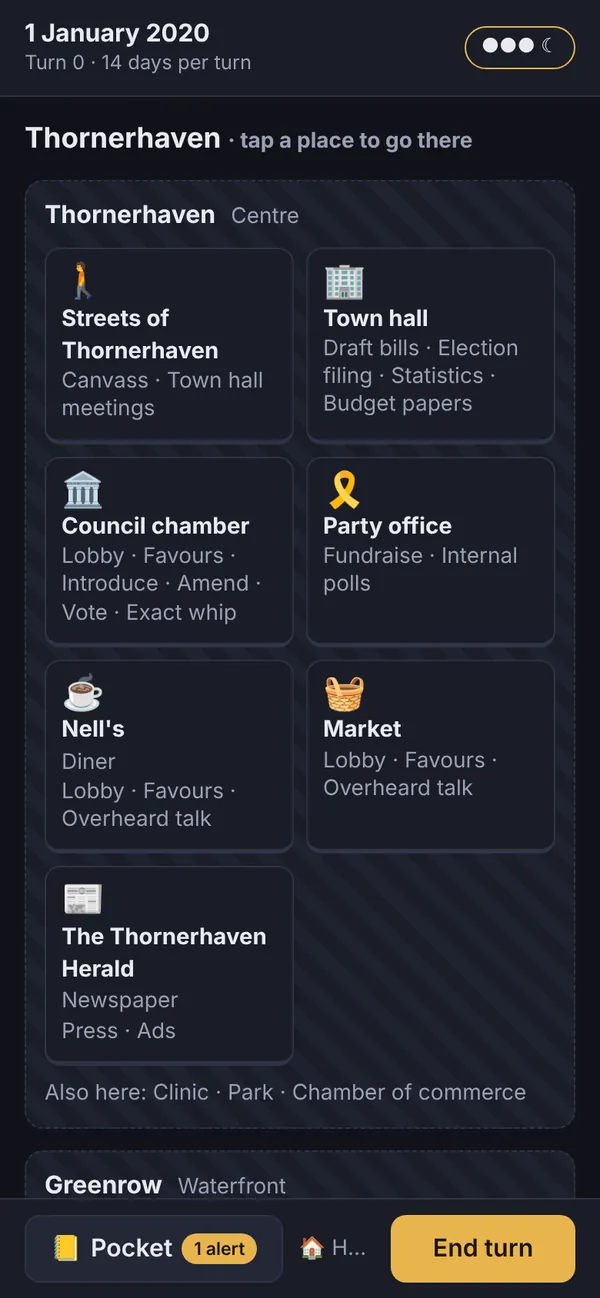 1 January 2020
Turn 0 · 14 days per turn
Thornerhaven · tap a place to go there
Thornerhaven Centre
Streets of
Thornerhaven
Canvass · Town hall
meetings
Town hall
Draft bills · Election
filing · Statistics ·
Budget papers
Council chamber
Lobby · Favours ·
Introduce · Amend ·
Vote · Exact whip
Party office
Fundraise · Internal
polls
Nell's
Diner
Lobby · Favours ·
Overheard talk
Market
Lobby · Favours ·
Overheard talk
The Thornerhaven
Herald
Newspaper
Press · Ads
Also here: Clinic · Park · Chamber of commerce
Greenrow Waterfront
Pocket 1 alert
H...
End turn